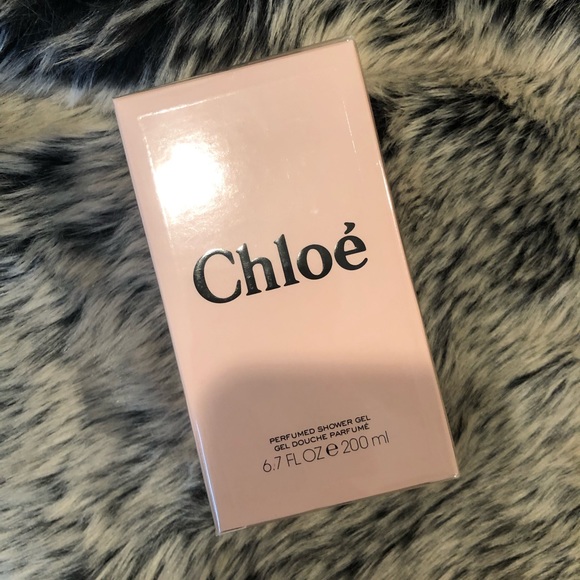 Chloé
PERFUMED SHOWER GEL
GEL DOUCHE PARFUMÉ
6.7 FL OZ e 200 ml